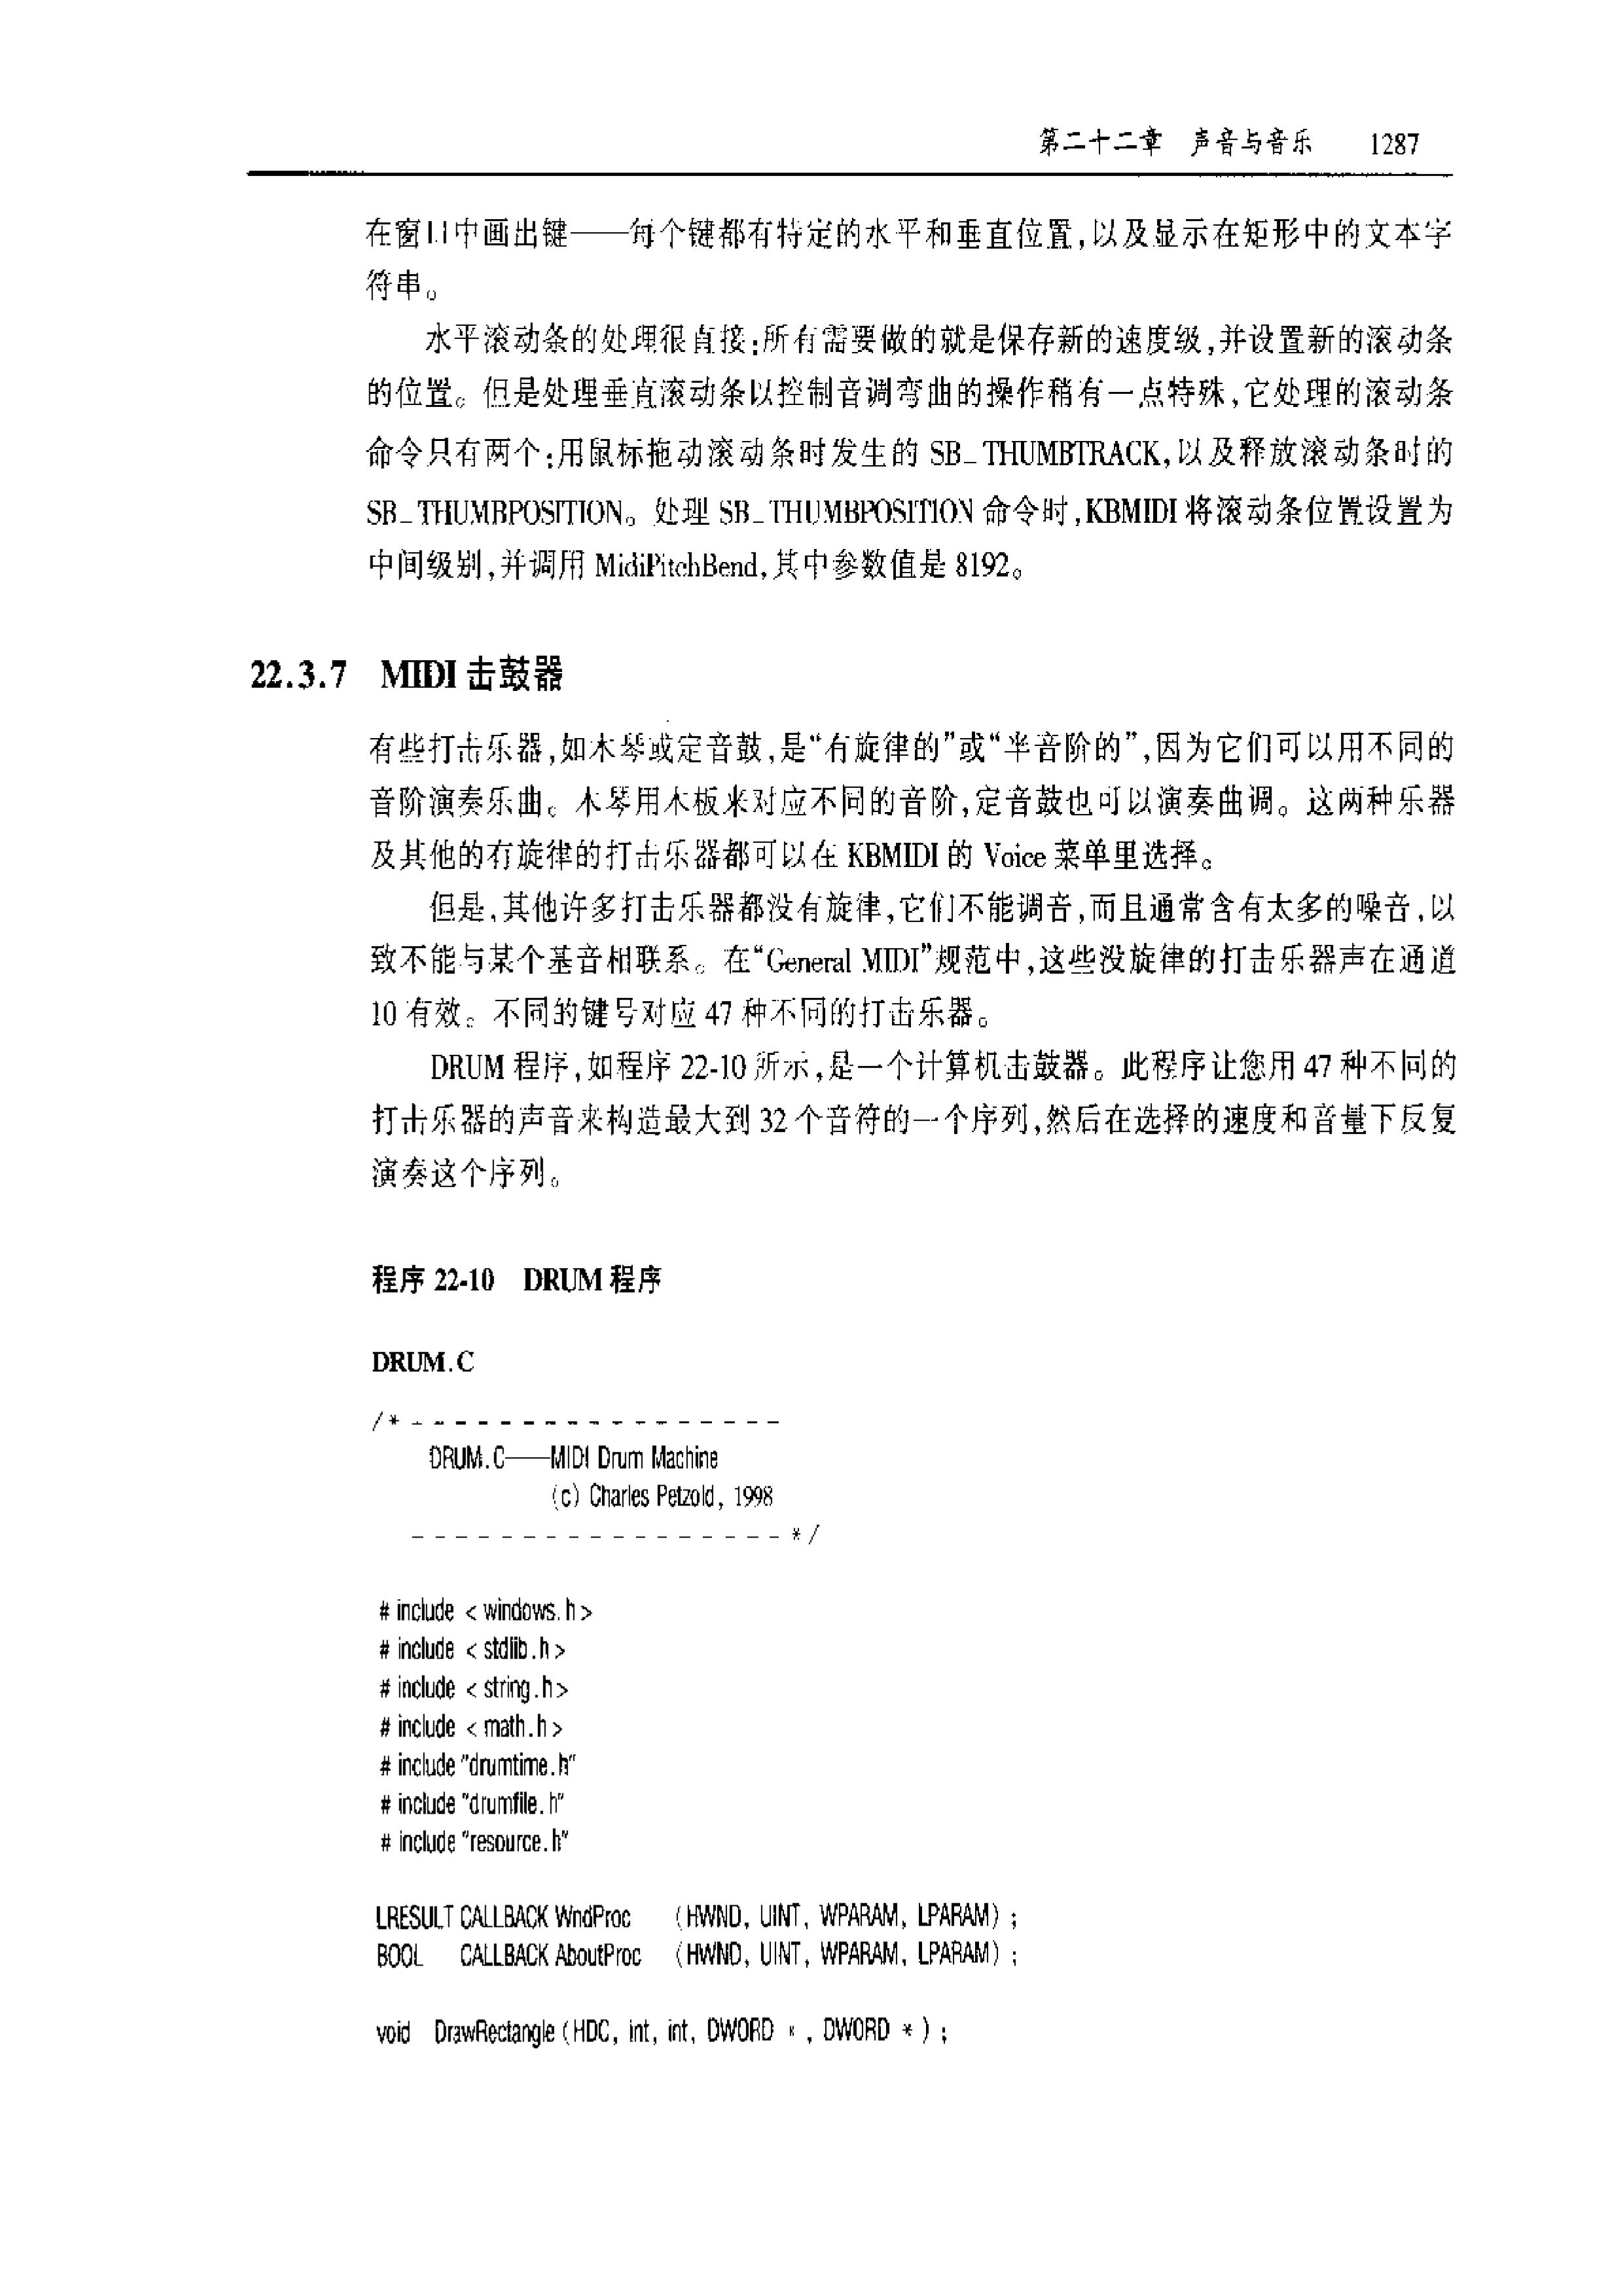 第二十二章 声音与音乐 1287
在窗口中画出键——每个键都有特定的水平和垂直位置,以及显示在矩形中的文本字
符串。
水平滚动条的处理很直接:所有需要做的就是保存新的速度级,并设置新的滚动条
的位置。但是处理垂直滚动条以控制音调弯曲的操作稍有一点特殊,它处理的滚动条
命令只有两个:用鼠标拖动滚动条时发生的 SB_THUMBTRACK,以及释放滚动条时的
SB_THUMBPOSITION。处理 SB_THUMBPOSITION 命令时,KBMIDI 将滚动条位置设置为
中间级别,并调用 MidiPitchBend,其中参数值是 8192。
22.3.7 MIDI 击鼓器
有些打击乐器,如木琴或定音鼓,是“有旋律的”或“半音阶的”,因为它们可以用不同的
音阶演奏乐曲。木琴用木板来对应不同的音阶,定音鼓也可以演奏曲调。这两种乐器
及其他的有旋律的打击乐器都可以在 KBMIDI 的 Voice 菜单里选择。
但是,其他许多打击乐器都没有旋律,它们不能调音,而且通常含有太多的噪音,以
致不能与某个基音相联系。在“General MIDI”规范中,这些没旋律的打击乐器声在通道
10 有效。不同的键号对应 47 种不同的打击乐器。
DRUM 程序,如程序 22-10 所示,是一个计算机击鼓器。此程序让您用 47 种不同的
打击乐器的声音来构造最大到 32 个音符的一个序列,然后在选择的速度和音量下反复
演奏这个序列。
程序 22-10 DRUM 程序
DRUM.C
/* - - - - - - - - - - - - - - - - -
DRUM.C——MIDI Drum Machine
(c) Charles Petzold, 1998
- - - - - - - - - - - - - - - - - */
# include < windows.h >
# include < stdlib.h >
# include < string.h >
# include < math.h >
# include "drumtime.h"
# include "drumfile.h"
# include "resource.h"
LRESULT CALLBACK WndProc (HWND, UINT, WPARAM, LPARAM) ;
BOOL CALLBACK AboutProc (HWND, UINT, WPARAM, LPARAM) ;
void DrawRectangle (HDC, int, int, DWORD * , DWORD * ) ;